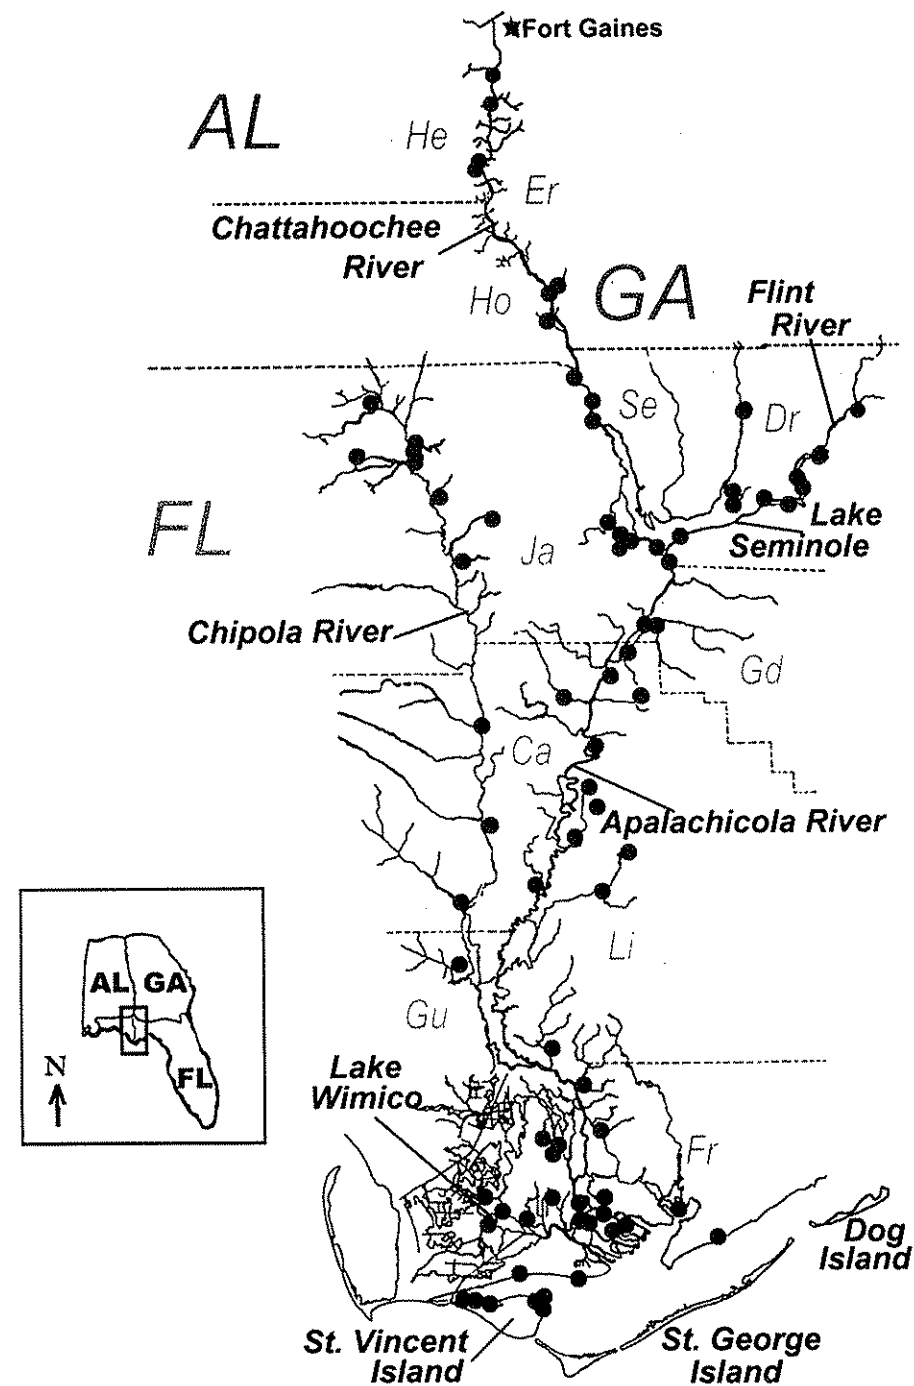 Fort Gaines
AL
He
Er
Chattahoochee
River
Ho
GA
Flint
River
Se
Dr
FL
Lake
Seminole
Ja
Chipola River
Gd
Ca
Apalachicola River
Li
AL GA
Gu
N
FL
Lake
Wimico
Fr
Dog
Island
St. Vincent
Island
St. George
Island